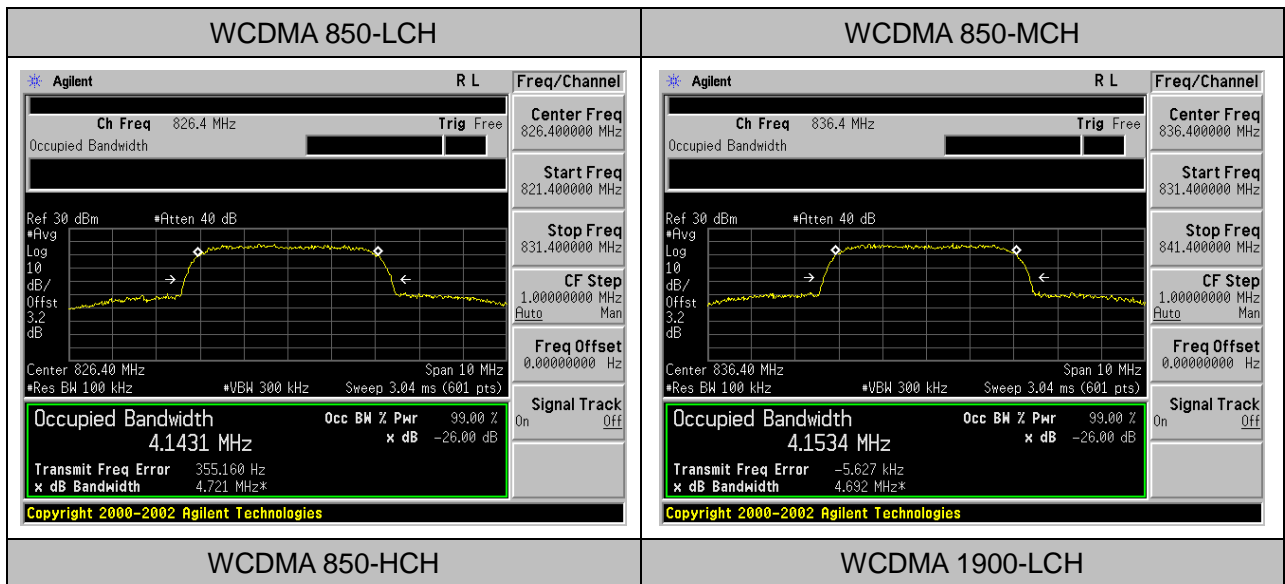 WCDMA 850-LCH
WCDMA 850-MCH
Agilent R L Freq/Channel
Ch Freq 826.4 MHz Trig Free
Occupied Bandwidth
Center Freq
826.400000 MHz
Start Freq
821.400000 MHz
Stop Freq
831.400000 MHz
CF Step
1.00000000 MHz
Auto Man
Freq Offset
0.00000000 Hz
Signal Track
On Off
Ref 30 dBm #Atten 40 dB
#Avg
Log
10
dB/
Offst
3.2
dB
Center 826.40 MHz Span 10 MHz
#Res BW 100 kHz #VBW 300 kHz Sweep 3.04 ms (601 pts)
Occupied Bandwidth Occ BW % Pwr 99.00 %
4.1431 MHz x dB -26.00 dB
Transmit Freq Error 355.160 Hz
x dB Bandwidth 4.721 MHz*
Copyright 2000-2002 Agilent Technologies
Agilent R L Freq/Channel
Ch Freq 836.4 MHz Trig Free
Occupied Bandwidth
Center Freq
836.400000 MHz
Start Freq
831.400000 MHz
Stop Freq
841.400000 MHz
CF Step
1.00000000 MHz
Auto Man
Freq Offset
0.00000000 Hz
Signal Track
On Off
Ref 30 dBm #Atten 40 dB
#Avg
Log
10
dB/
Offst
3.2
dB
Center 836.40 MHz Span 10 MHz
#Res BW 100 kHz #VBW 300 kHz Sweep 3.04 ms (601 pts)
Occupied Bandwidth Occ BW % Pwr 99.00 %
4.1534 MHz x dB -26.00 dB
Transmit Freq Error -5.627 kHz
x dB Bandwidth 4.692 MHz*
Copyright 2000-2002 Agilent Technologies
WCDMA 850-HCH
WCDMA 1900-LCH